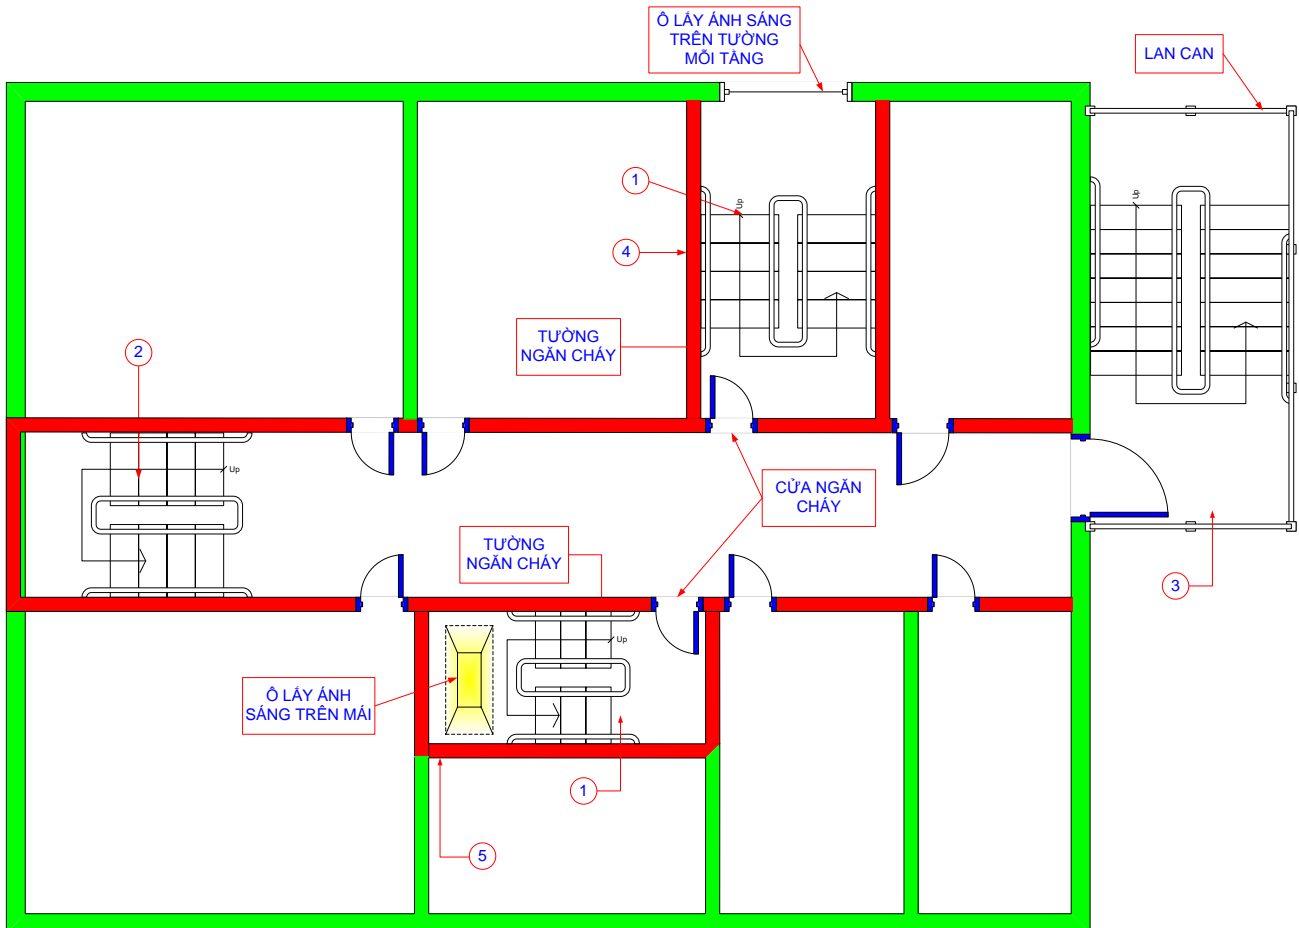 Ô LẤY ÁNH SÁNG
TRÊN TƯỜNG
MỖI TẦNG
LAN CAN
1
Up
Up
4
TƯỜNG
NGĂN CHÁY
2
Up
CỬA NGĂN
CHÁY
TƯỜNG
NGĂN CHÁY
3
Up
Ô LẤY ÁNH
SÁNG TRÊN MÁI
1
5